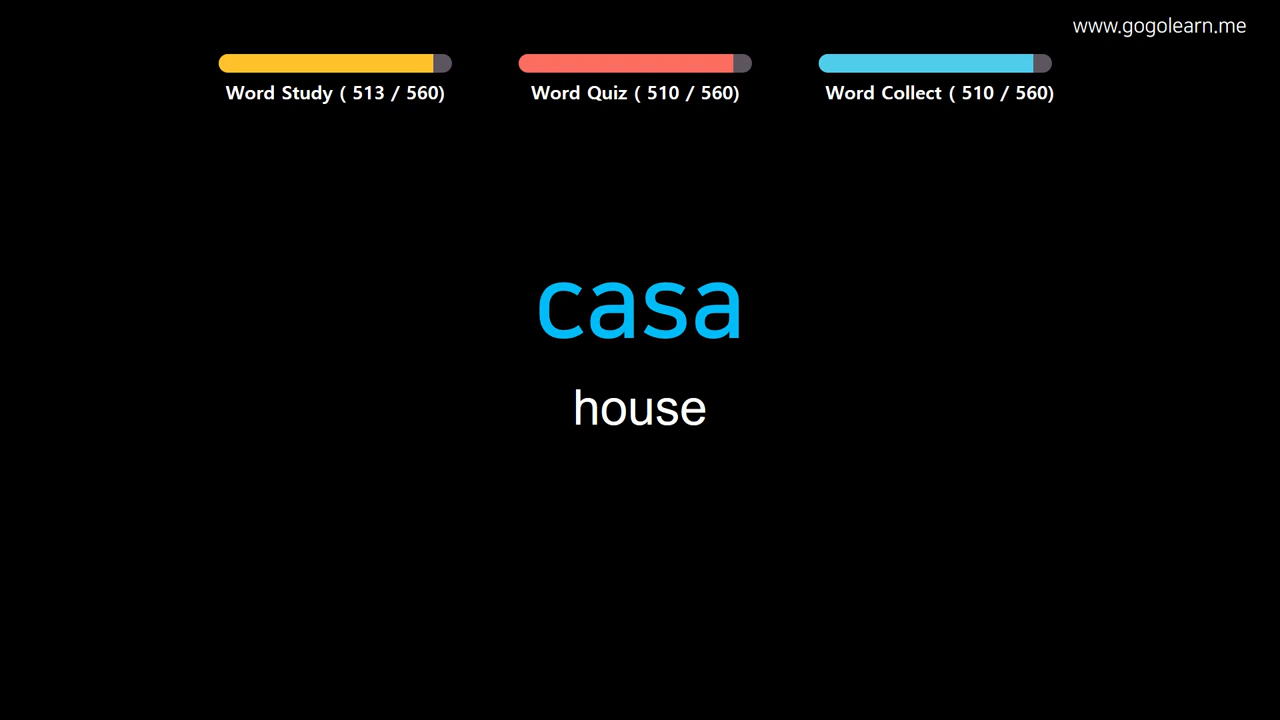 www.gogolearn.me
Word Study ( 513 / 560)
Word Quiz ( 510 / 560)
Word Collect ( 510 / 560)
casa
house